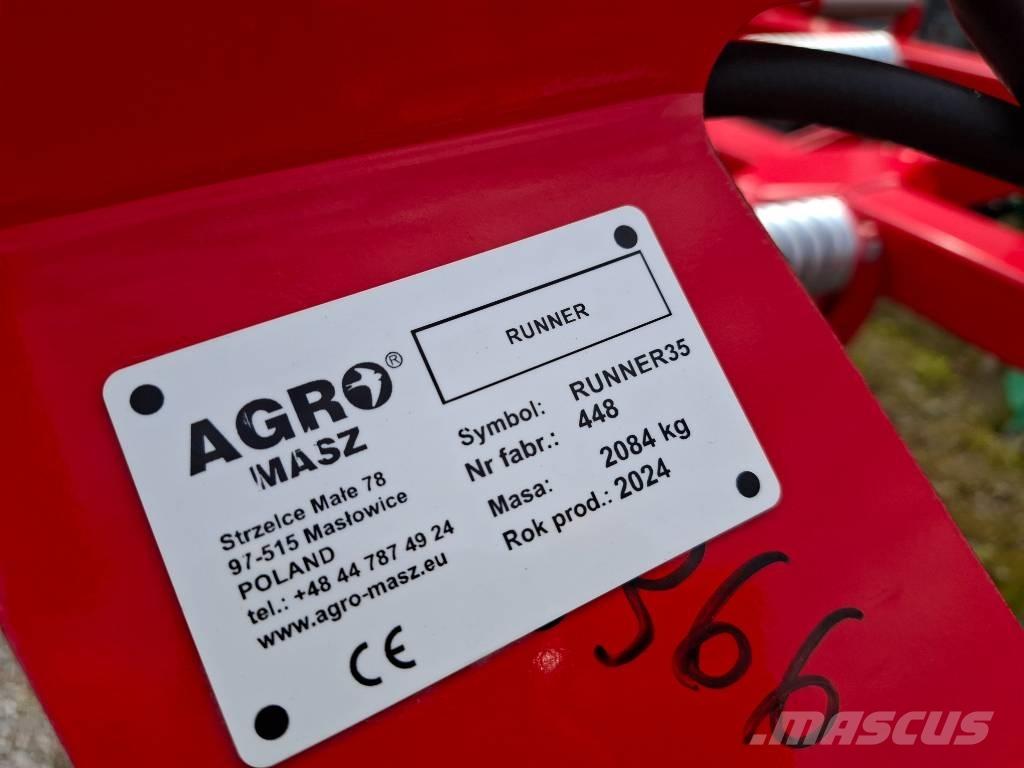 AGRO®
MASZ
Strzelce Małe 78
97-515 Masłowice
POLAND
tel.: +48 44 787 49 24
www.agro-masz.eu
CE
RUNNER
Symbol: RUNNER35
Nr fabr.: 448
Masa: 2084 kg
Rok prod.: 2024
66
MASCUS